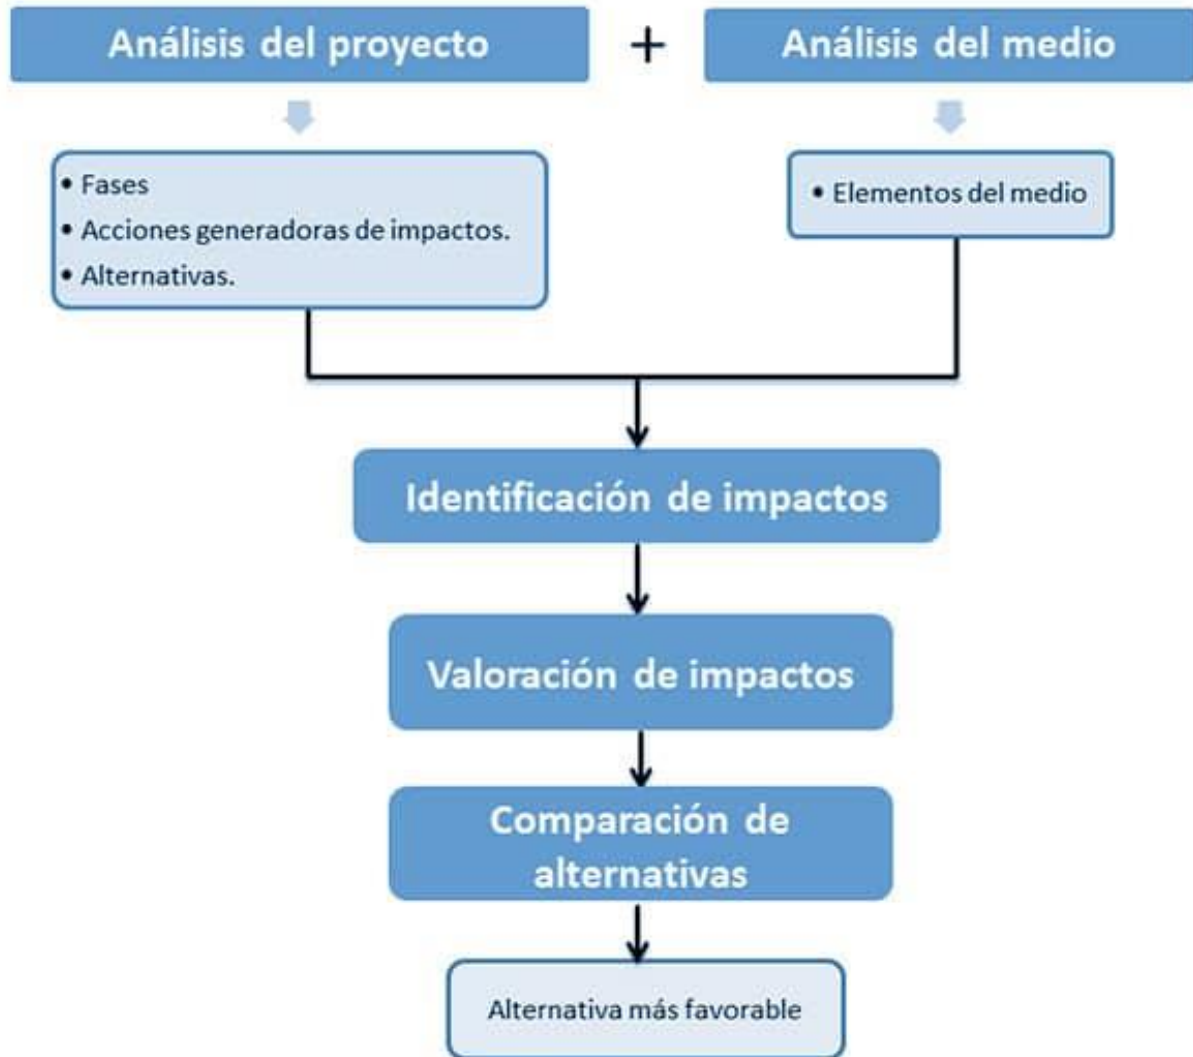 Análisis del proyecto
+
Análisis del medio
• Fases
• Acciones generadoras de impactos.
• Alternativas.
• Elementos del medio
Identificación de impactos
Valoración de impactos
Comparación de
alternativas
Alternativa más favorable